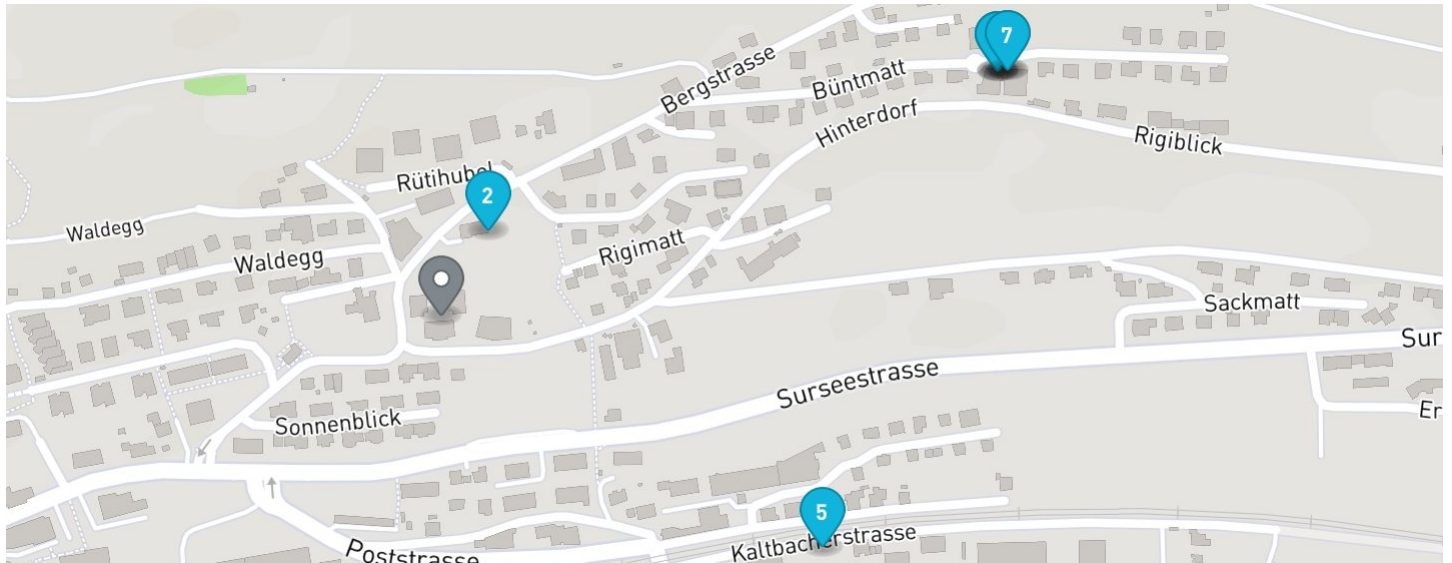 7
Bergstrasse
Büntmatt
Hinterdorf
Rigiblick
Rütihubel
2
Waldegg
Rigimatt
Waldegg
Sackmatt
Sur
Surseestrasse
Er
Sonnenblick
5
Kaltbacherstrasse
Poststrasse